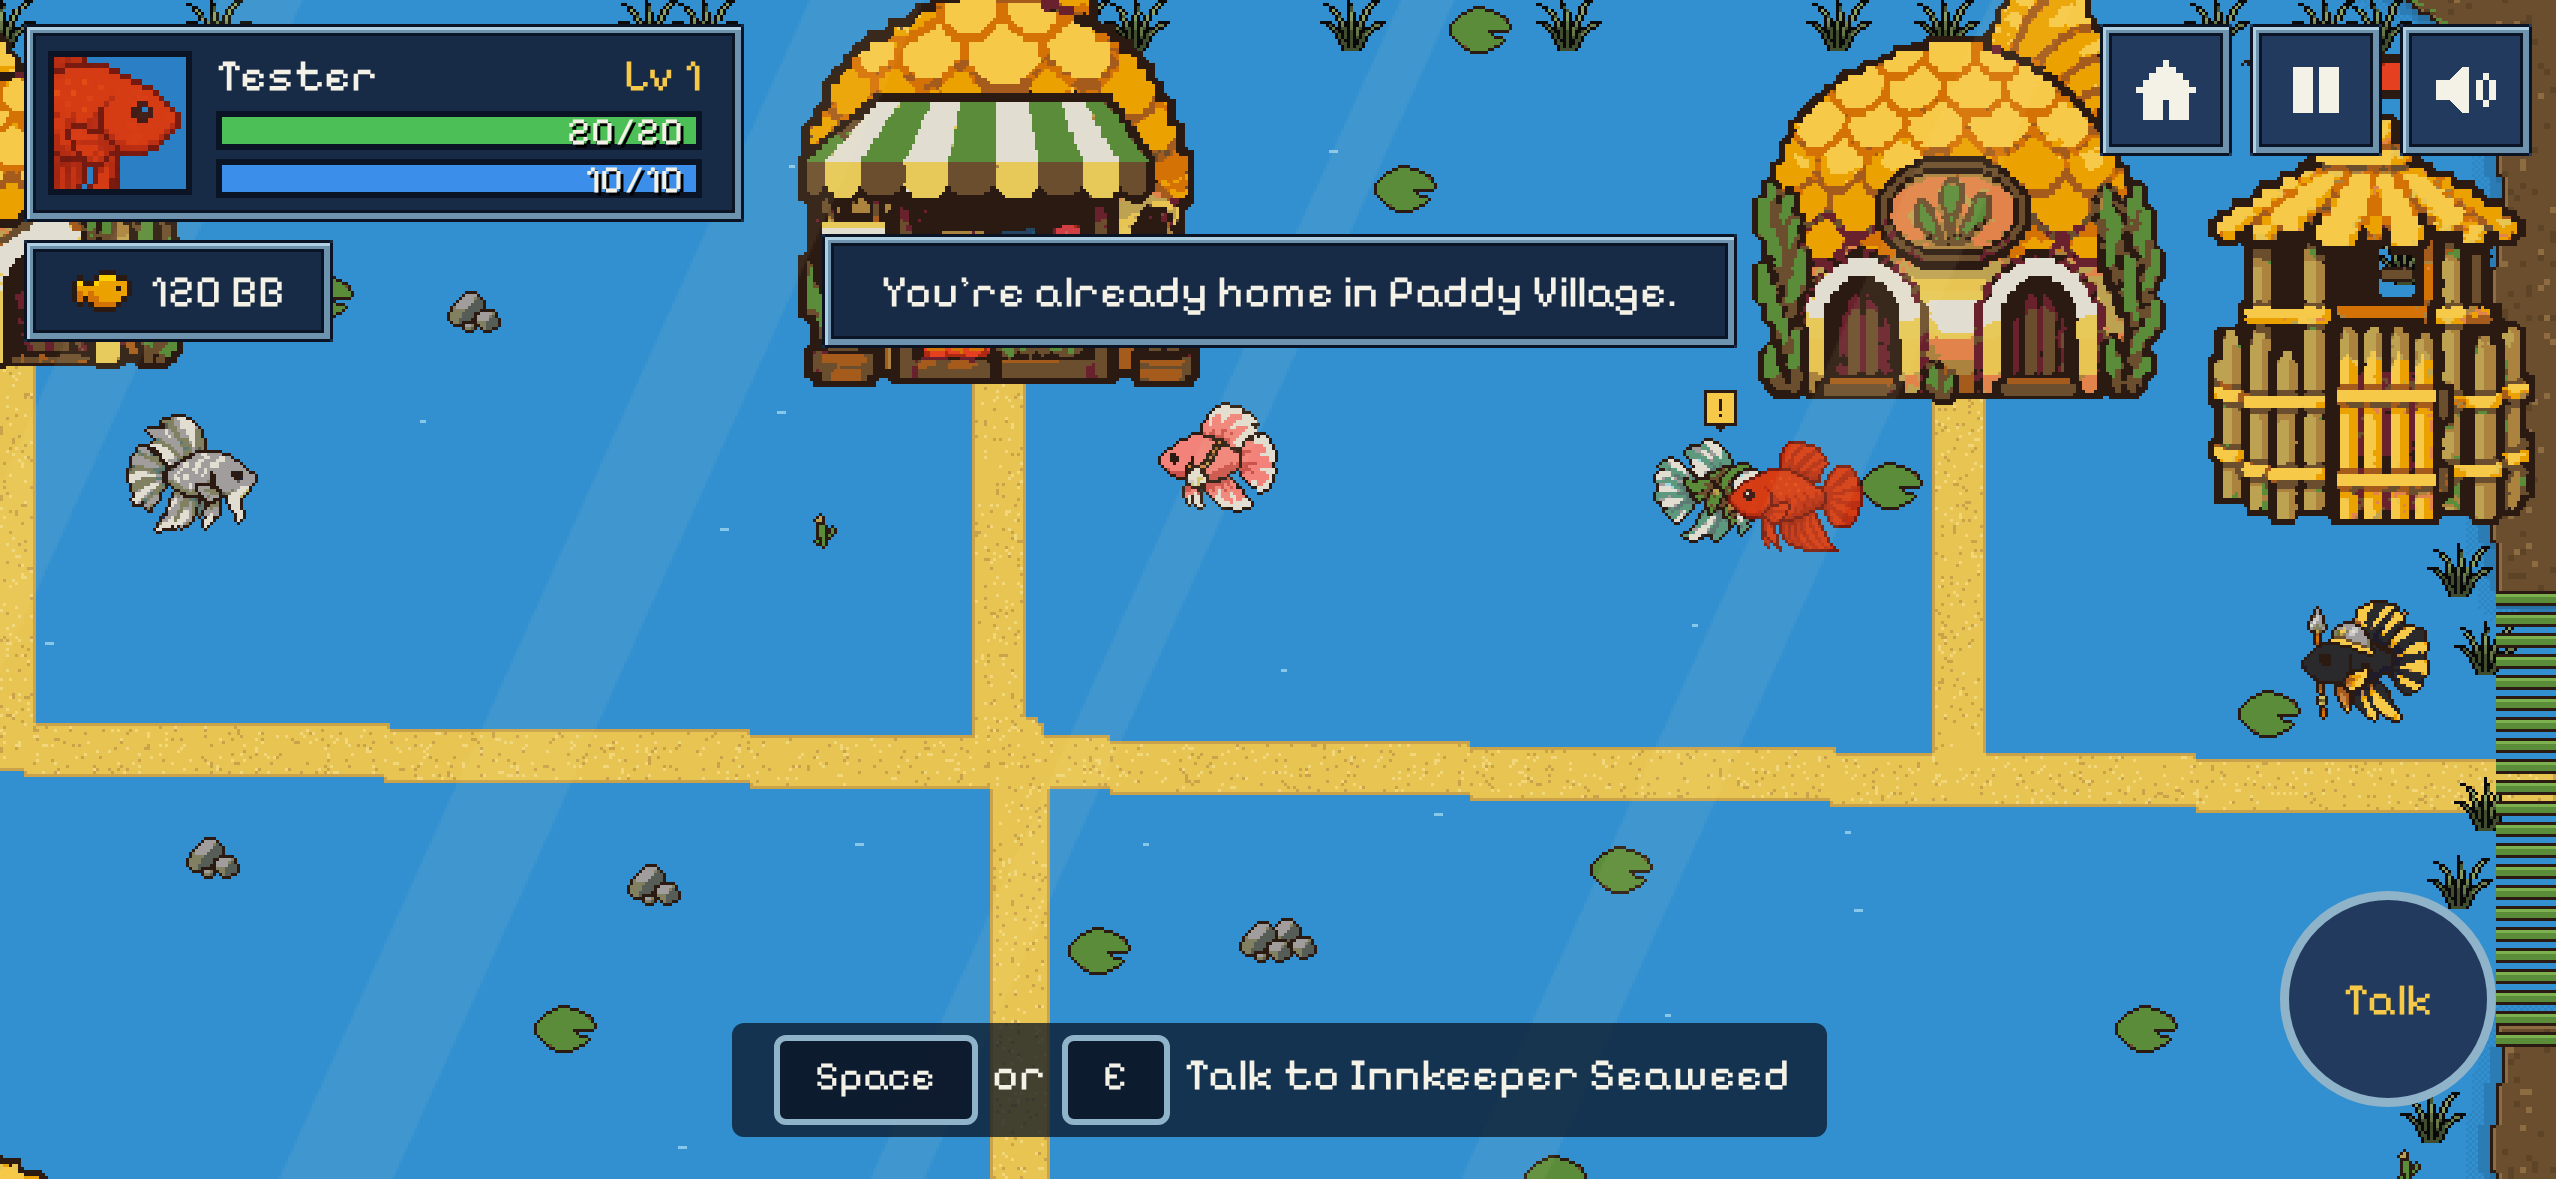 Tester Lv 1
20/20
10/10
120 BB
You're already home in Paddy Village.
!
Space or E Talk to Innkeeper Seaweed
Talk